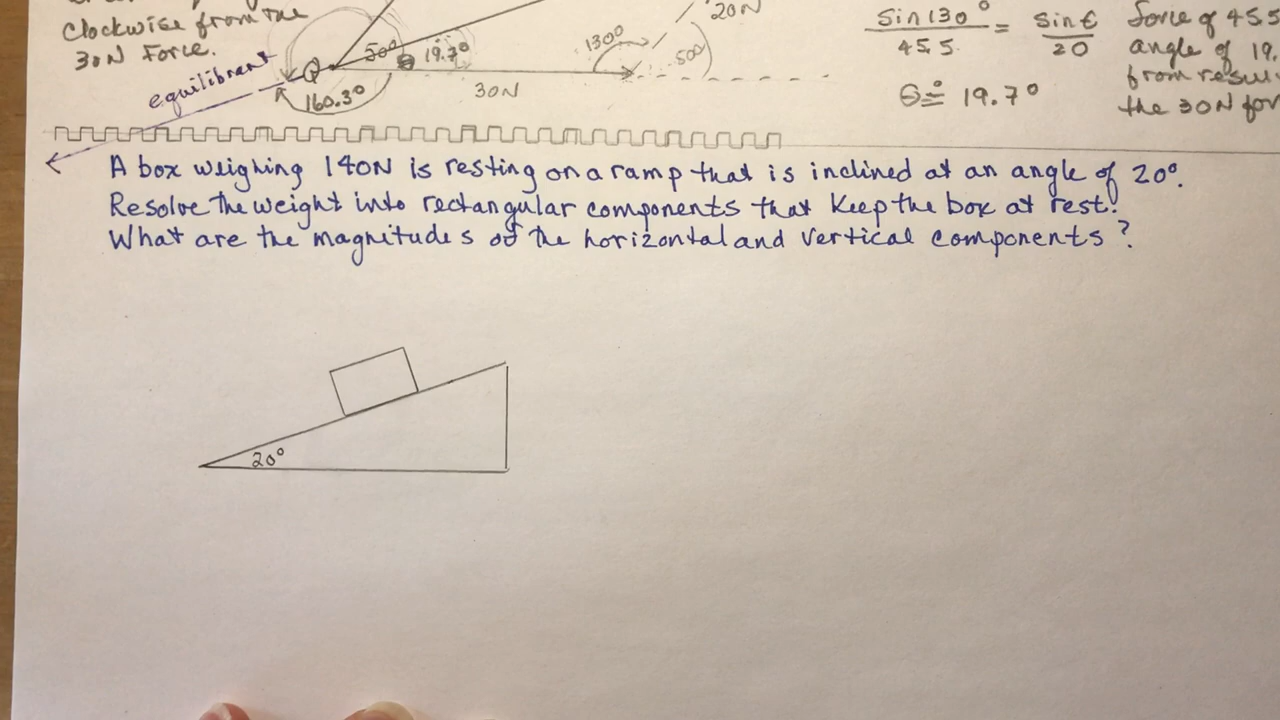 Clockwise from the
30N Force.
equilibrent
50°
19.7°
160.3°
30N
130°
50°
20N
Sin 130° = Sin
45.5 20
19.7°
force of 45.5
angle of 19.
from
the 30N for
A box weighing 140N is resting on a ramp that is inclined at an angle of 20°.
Resolve the weight into rectangular components that keep the box at rest.
What are the magnitudes of the horizontal and vertical components?
20°